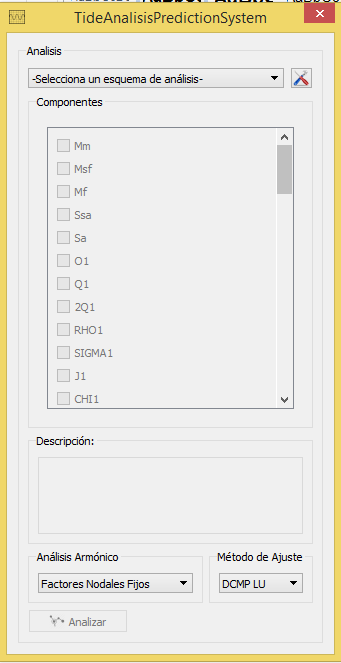 TideAnalisisPredictionSystem
Analisis
-Selecciona un esquema de análisis-
Componentes
Mm
Msf
Mf
Ssa
Sa
O1
Q1
2Q1
RHO1
SIGMA1
J1
CHI1
Descripción:
Análisis Armónico
Método de Ajuste
Factores Nodales Fijos
DCMP LU
Analizar